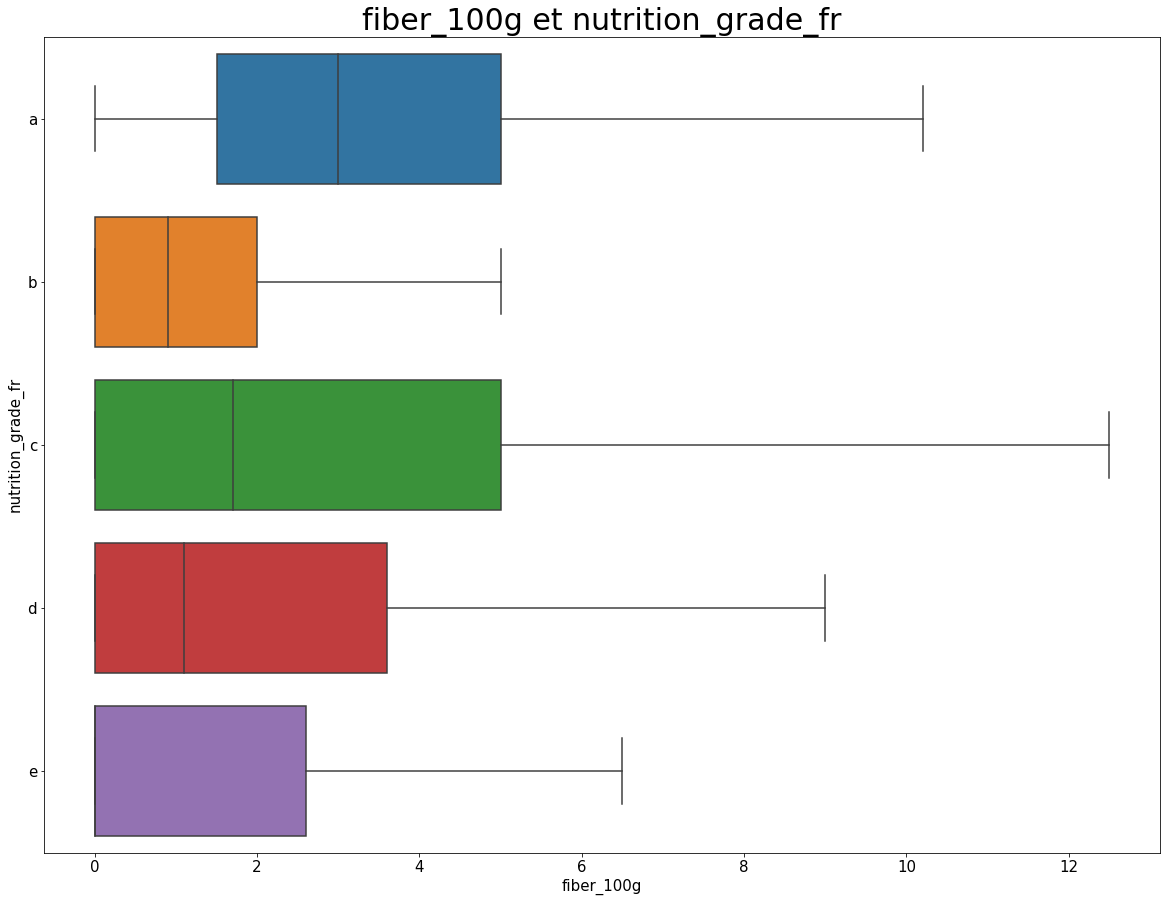 fiber_100g et nutrition_grade_fr
nutrition_grade_fr
a
b
c
d
e
0 2 4 6 8 10 12
fiber_100g